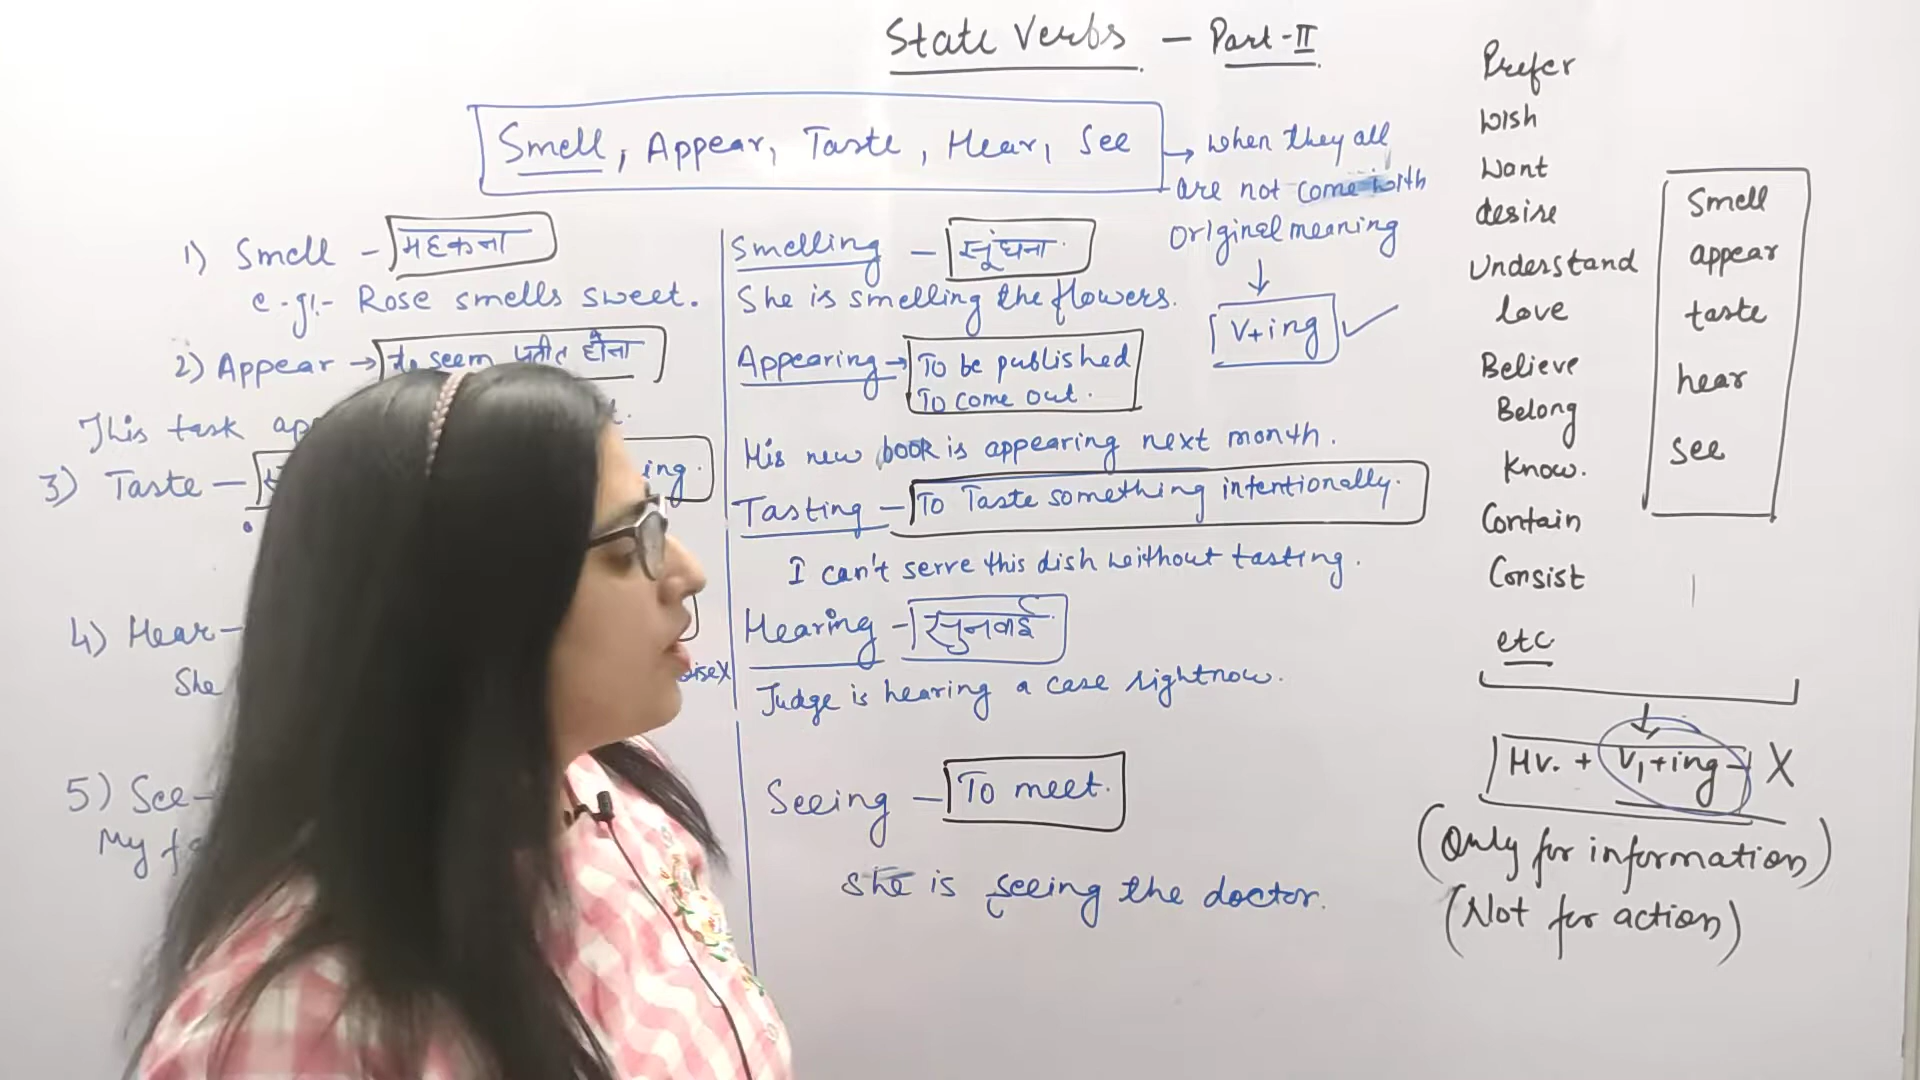 State Verbs - Part-II
Smell, Appear, Taste, Hear, See → when they all
are not come with
original meaning
↓
V+ing ✓
1) Smell - महकना
e.g:- Rose smells sweet.
2) Appear → to seem प्रतीत होना
This task
3) Taste -
ing.
4) Hear -
She
X
5) See -
My
Smelling - सूंघना
She is smelling the flowers.
Appearing → To be published
To come out.
His new book is appearing next month.
Tasting - To Taste something intentionally.
I can't serve this dish without tasting.
Hearing - सुनवाई
Judge is hearing a case rightnow.
Seeing - To meet.
She is seeing the doctor.
Prefer
Wish
Want
desire
Understand
love
Believe
Belong
Know.
Contain
Consist
etc
Smell
appear
taste
hear
see
Hv. + V1+ing X
(Only for information)
(Not for action)